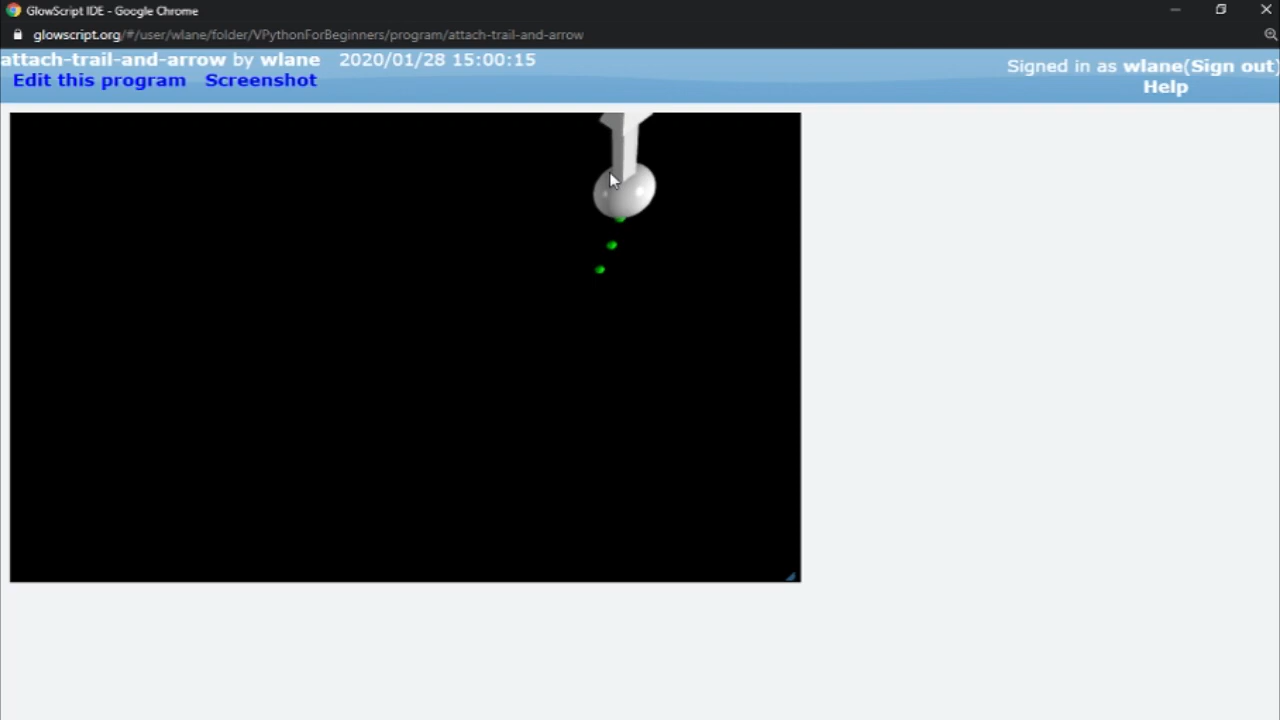 GlowScript IDE - Google Chrome
glowscript.org/#/user/wlane/folder/VPythonForBeginners/program/attach-trail-and-arrow
attach-trail-and-arrow by wlane 2020/01/28 15:00:15
Signed in as wlane(Sign out)
Edit this program Screenshot
Help